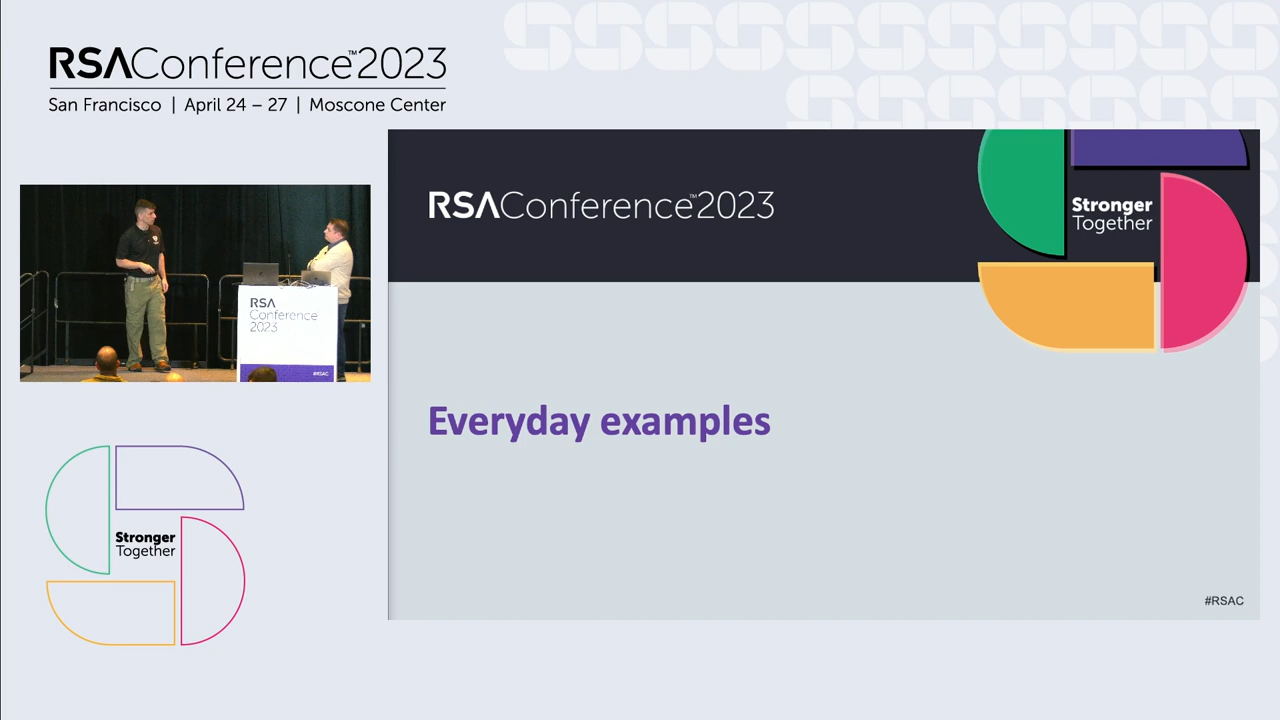 RSAConference™2023
San Francisco | April 24 – 27 | Moscone Center
RSAConference™2023
Stronger
Together
RSA
Conference
2023
#RSAC
Everyday examples
Stronger
Together
#RSAC